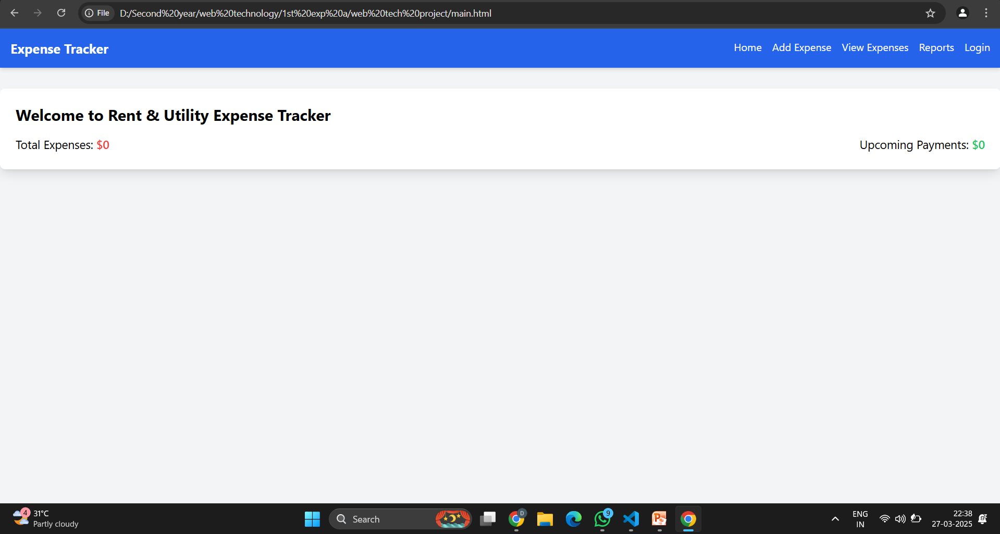 File D:/Second%20year/web%20technology/1st%20exp%20a/web%20tech%20project/main.html
Expense Tracker Home Add Expense View Expenses Reports Login
Welcome to Rent & Utility Expense Tracker
Total Expenses: $0 Upcoming Payments: $0
4 31°C
Partly cloudy
Search
D
9
ENG
IN
22:38
27-03-2025